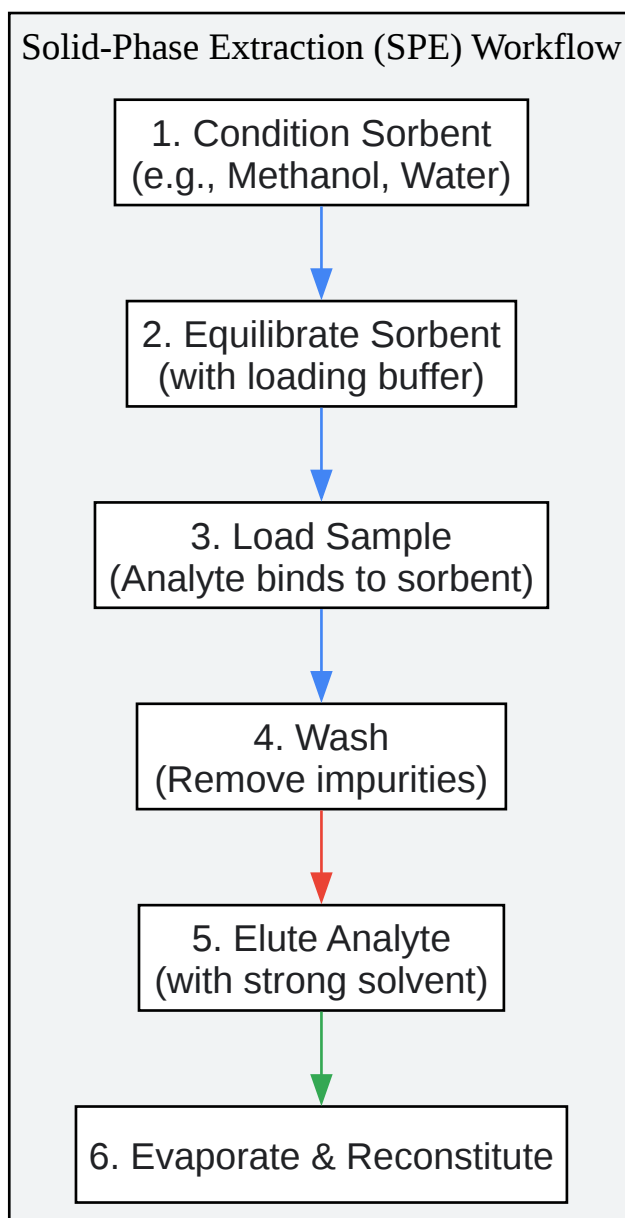 Solid-Phase Extraction (SPE) Workflow
1. Condition Sorbent
(e.g., Methanol, Water)
2. Equilibrate Sorbent
(with loading buffer)
3. Load Sample
(Analyte binds to sorbent)
4. Wash
(Remove impurities)
5. Elute Analyte
(with strong solvent)
6. Evaporate & Reconstitute